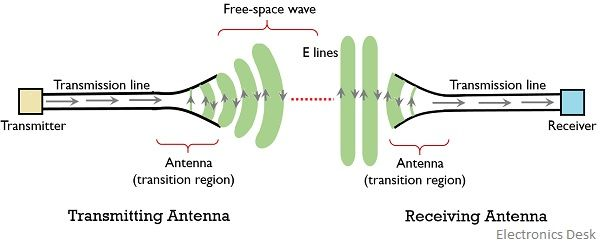 Free-space wave
E lines
Transmission line
Transmission line
Transmitter
Receiver
Antenna
(transition region)
Antenna
(transition region)
Transmitting Antenna
Receiving Antenna
Electronics Desk